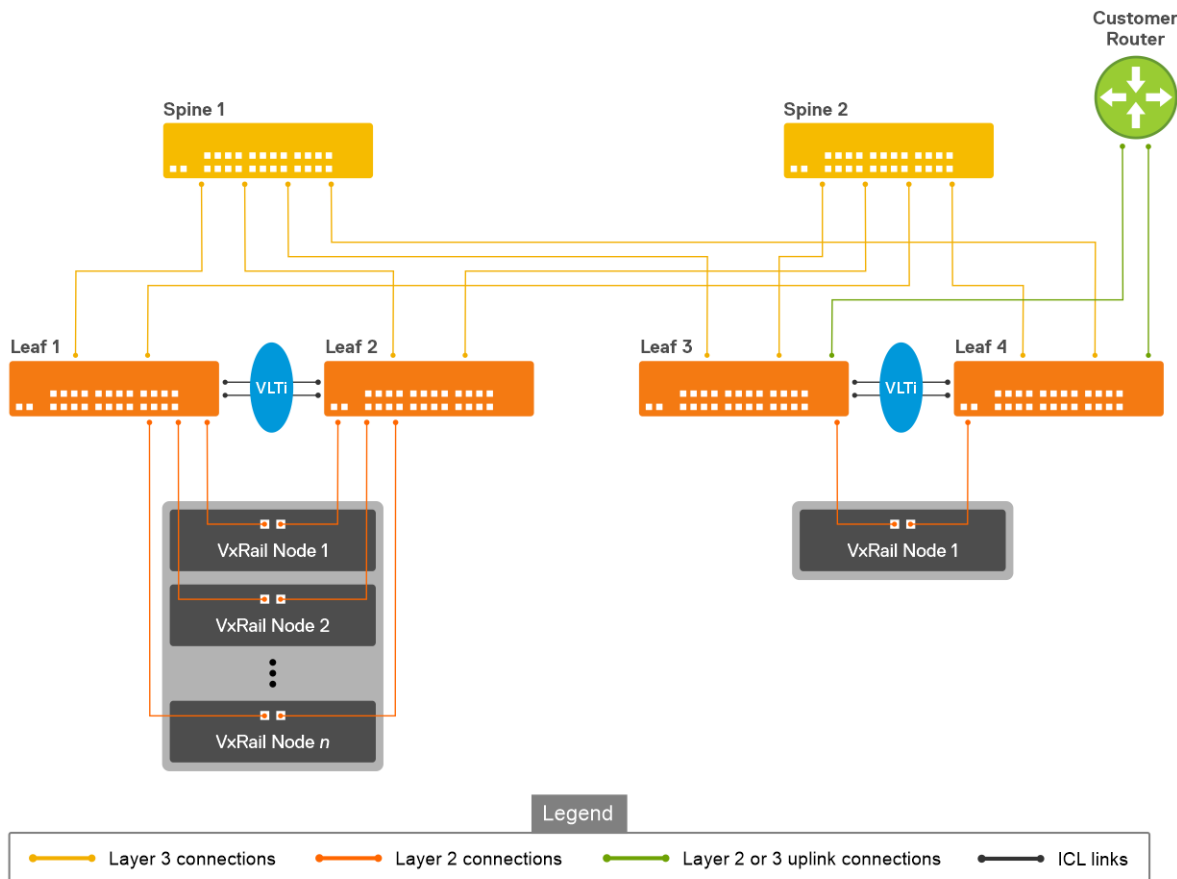 Customer
Router
Spine 1
Spine 2
Leaf 1
Leaf 2
Leaf 3
Leaf 4
VLTi
VLTi
VxRail Node 1
VxRail Node 1
VxRail Node 2
VxRail Node n
Legend
Layer 3 connections
Layer 2 connections
Layer 2 or 3 uplink connections
ICL links